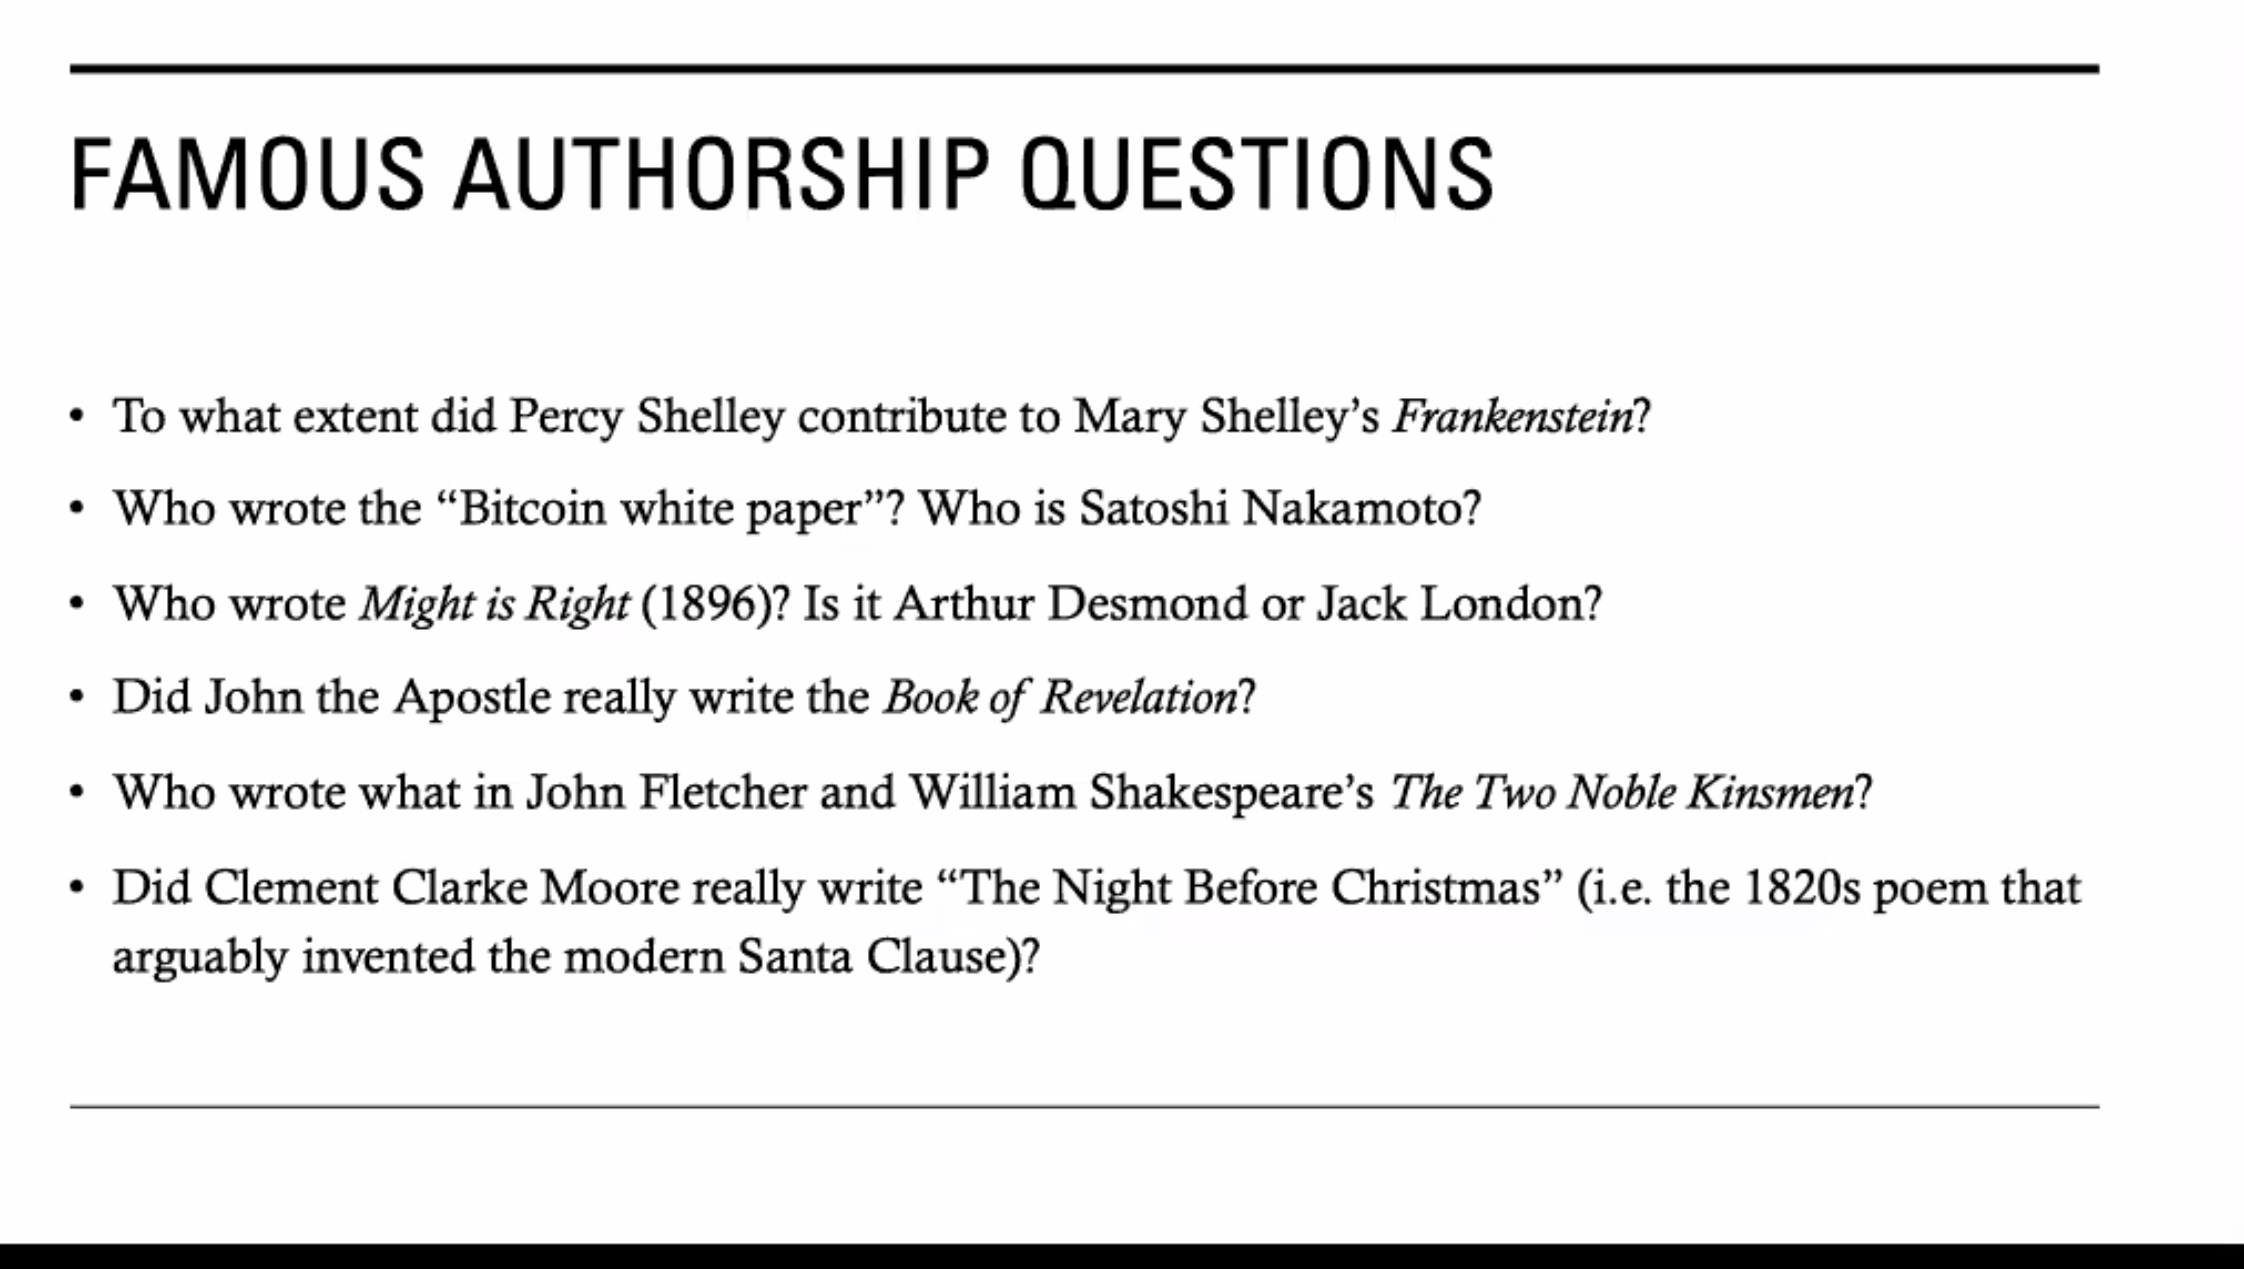 FAMOUS AUTHORSHIP QUESTIONS
• To what extent did Percy Shelley contribute to Mary Shelley’s Frankenstein?
• Who wrote the “Bitcoin white paper”? Who is Satoshi Nakamoto?
• Who wrote Might is Right (1896)? Is it Arthur Desmond or Jack London?
• Did John the Apostle really write the Book of Revelation?
• Who wrote what in John Fletcher and William Shakespeare’s The Two Noble Kinsmen?
• Did Clement Clarke Moore really write “The Night Before Christmas” (i.e. the 1820s poem that
arguably invented the modern Santa Clause)?